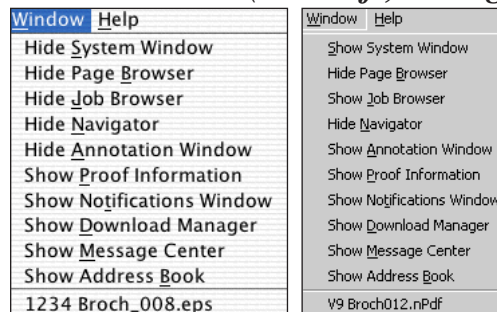 Window Help
Hide System Window
Hide Page Browser
Hide Job Browser
Hide Navigator
Hide Annotation Window
Show Proof Information
Show Notifications Window
Show Download Manager
Show Message Center
Show Address Book
1234 Broch_008.eps
Window Help
Show System Window
Hide Page Browser
Show Job Browser
Hide Navigator
Show Annotation Window
Show Proof Information
Show Notifications Window
Show Download Manager
Show Message Center
Show Address Book
V9 Broch012.nPdf